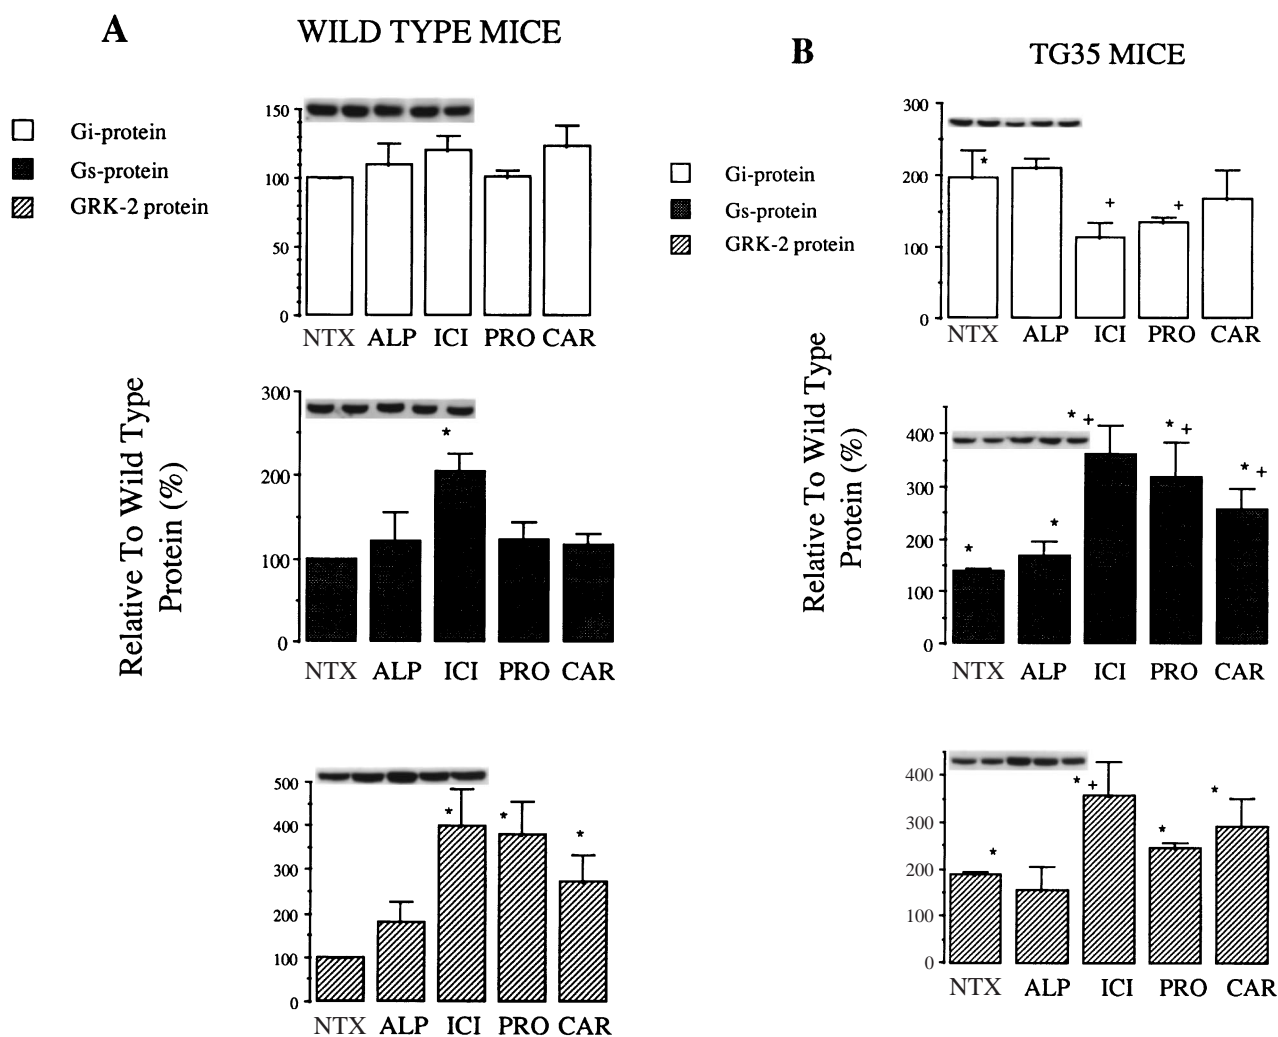 A
WILD TYPE MICE
Gi-protein
Gs-protein
GRK-2 protein
150
100
50
0
NTX ALP ICI PRO CAR
Relative To Wild Type
Protein (%)
300
200
100
0
*
NTX ALP ICI PRO CAR
500
400
300
200
100
0
* * *
NTX ALP ICI PRO CAR
B
TG35 MICE
Gi-protein
Gs-protein
GRK-2 protein
300
200
100
0
* + +
NTX ALP ICI PRO CAR
Relative To Wild Type
Protein (%)
400
300
200
100
0
* * * + * + * +
NTX ALP ICI PRO CAR
400
300
200
100
0
* * + * *
NTX ALP ICI PRO CAR